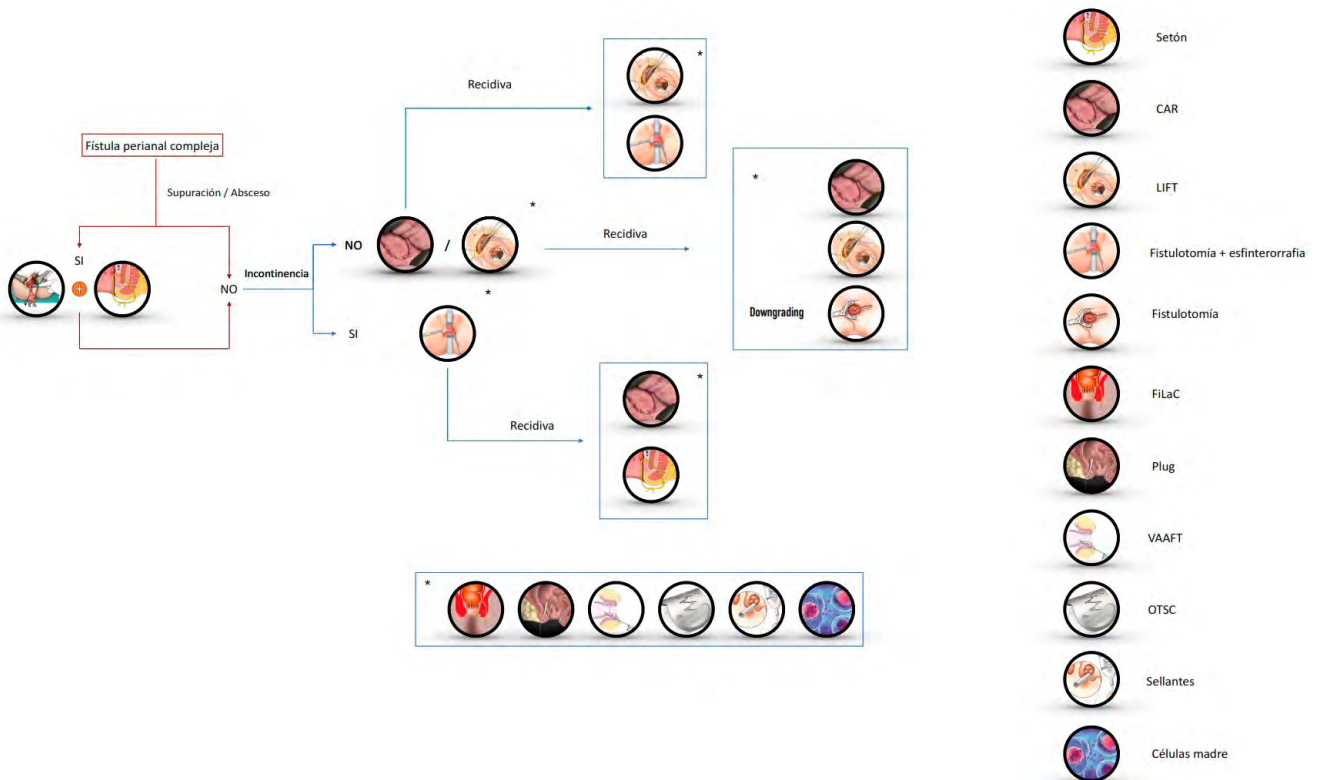 Fístula perianal compleja
Supuración / Absceso
SI
NO
Incontinencia
NO
/
*
SI
*
Recidiva
*
Recidiva
*
Downgrading
Recidiva
*
*
Setón
CAR
LIFT
Fistulotomía + esfinterorrafia
Fistulotomía
FiLaC
Plug
VAAFT
OTSC
Sellantes
Células madre